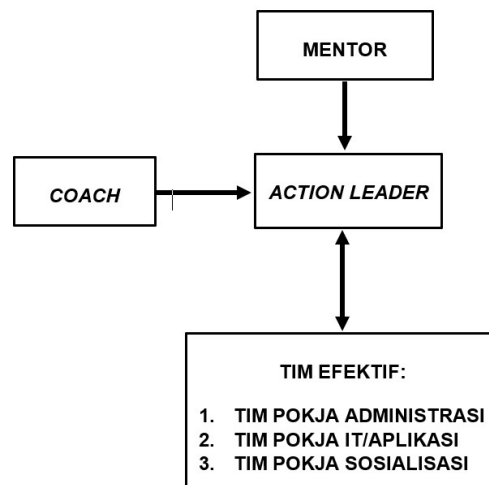 MENTOR
COACH
ACTION LEADER
TIM EFEKTIF:
1. TIM POKJA ADMINISTRASI
2. TIM POKJA IT/APLIKASI
3. TIM POKJA SOSIALISASI